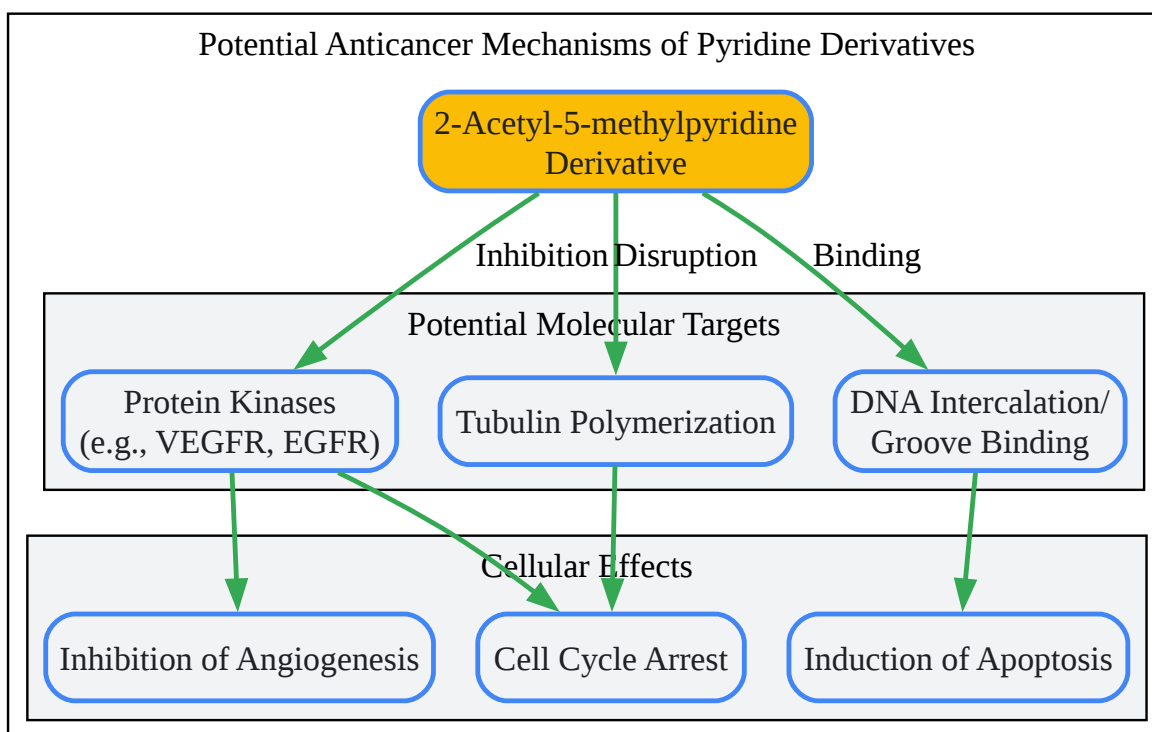 Potential Anticancer Mechanisms of Pyridine Derivatives
2-Acetyl-5-methylpyridine
Derivative
Inhibition
Disruption
Binding
Potential Molecular Targets
Protein Kinases
(e.g., VEGFR, EGFR)
Tubulin Polymerization
DNA Intercalation/
Groove Binding
Cellular Effects
Inhibition of Angiogenesis
Cell Cycle Arrest
Induction of Apoptosis